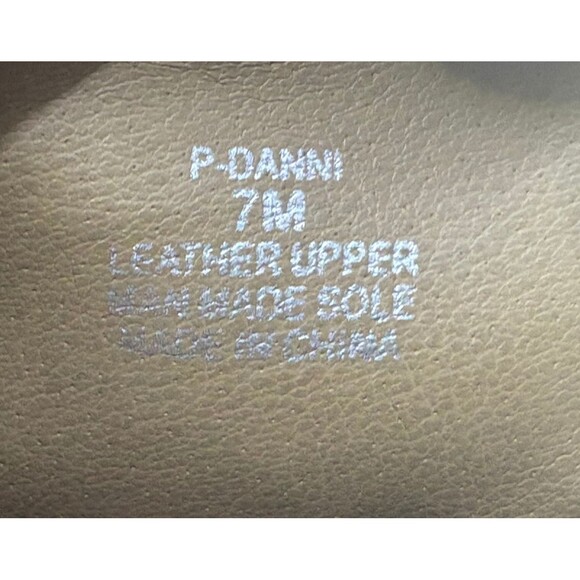 P-DANNI
7M
LEATHER UPPER
MAN MADE SOLE
MADE IN CHINA